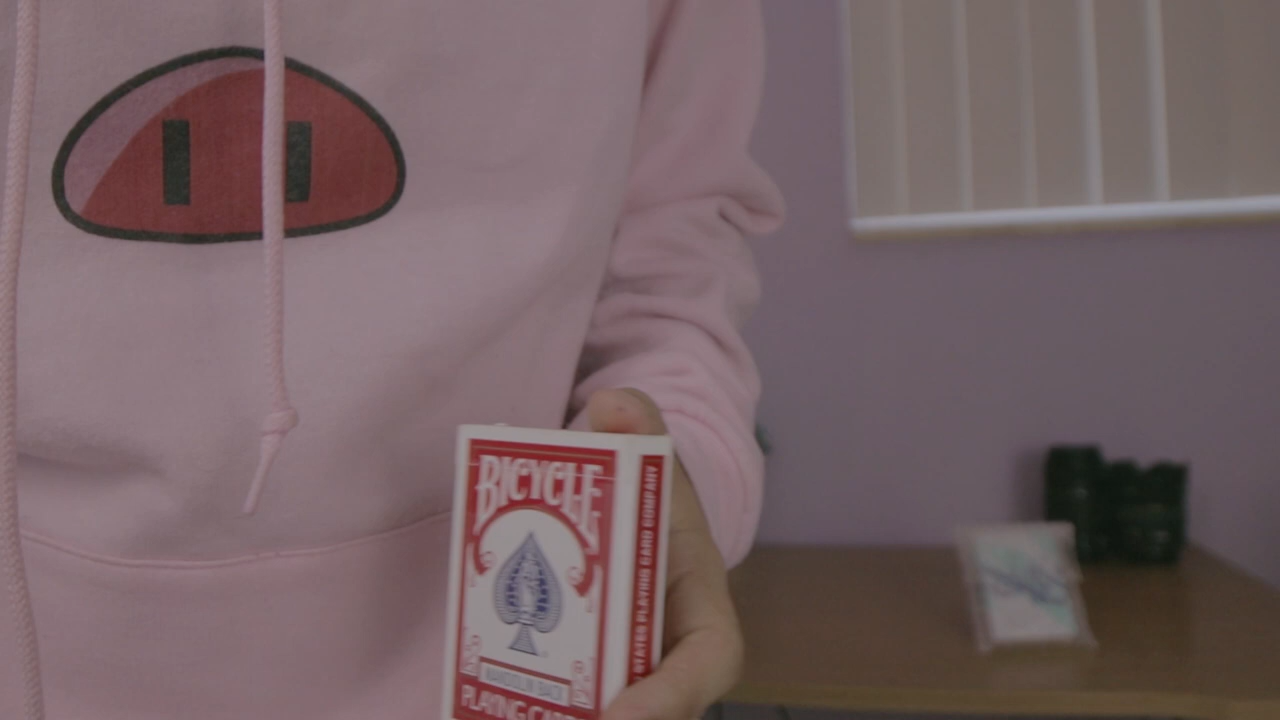 BICYCLE
MANDOLIN BACK
PLAYING CARDS
STATES PLAYING CARD COMPANY